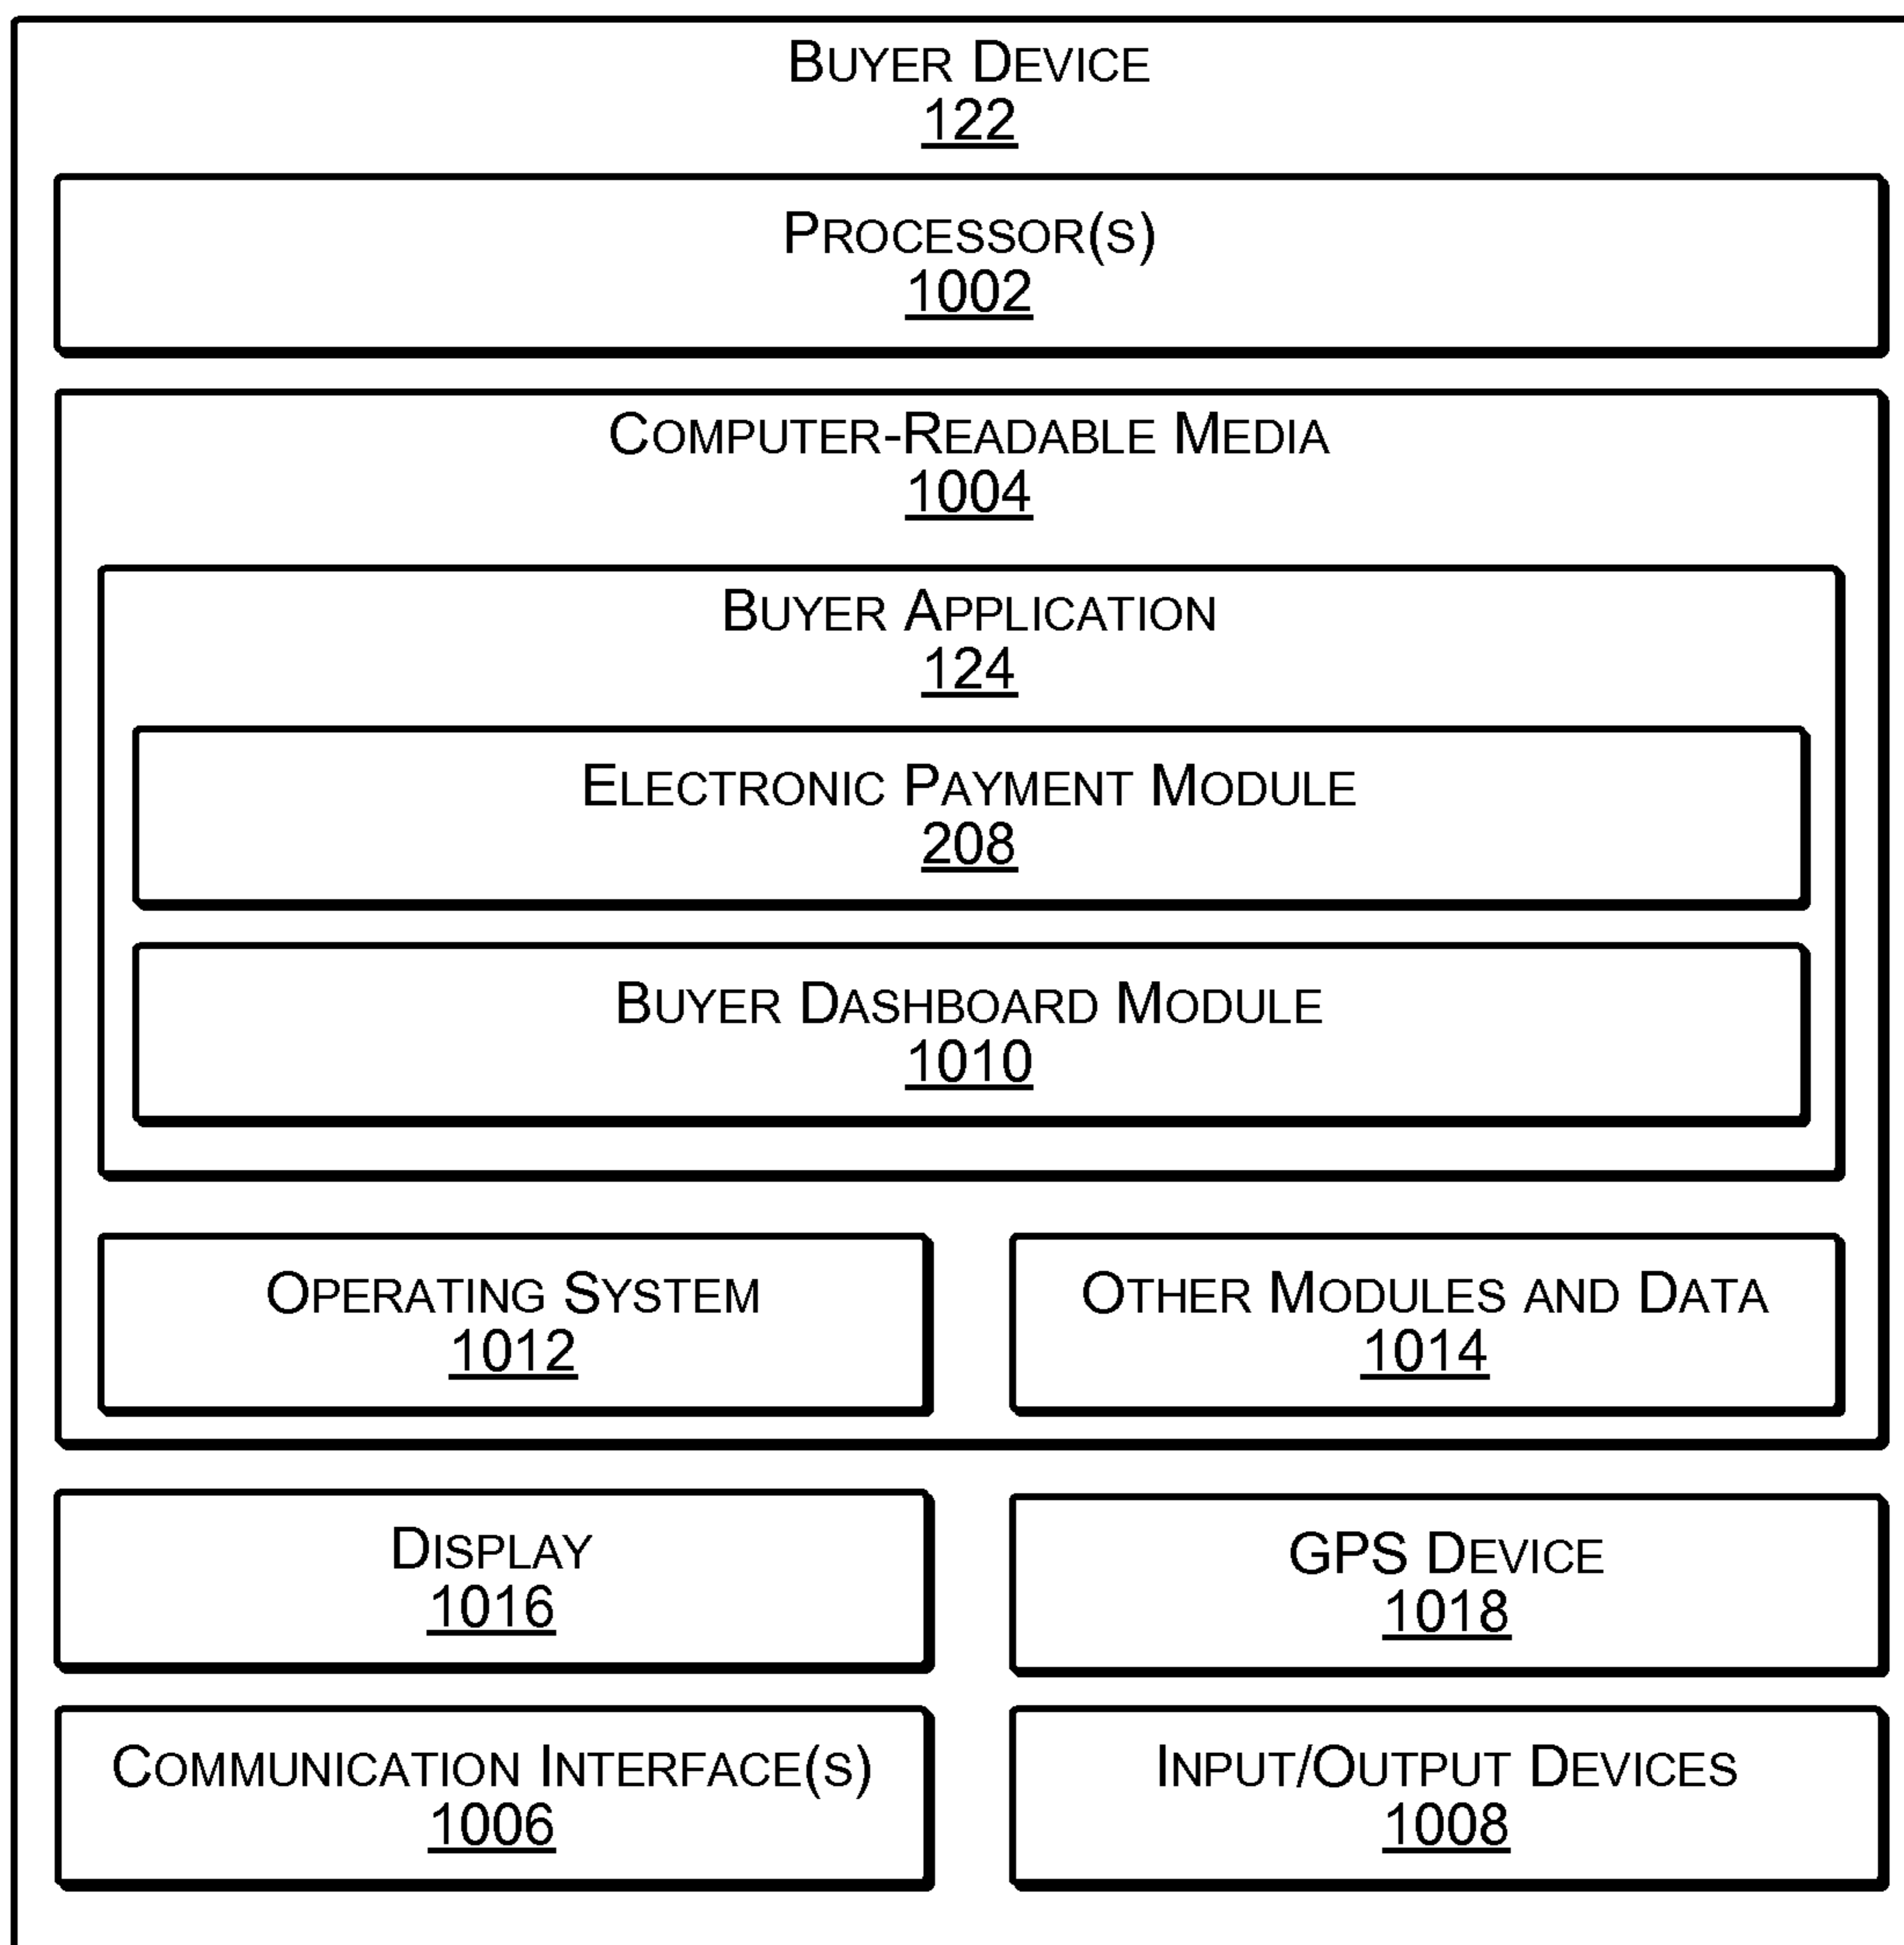 BUYER DEVICE
122
PROCESSOR(S)
1002
COMPUTER-READABLE MEDIA
1004
BUYER APPLICATION
124
ELECTRONIC PAYMENT MODULE
208
BUYER DASHBOARD MODULE
1010
OPERATING SYSTEM
1012
OTHER MODULES AND DATA
1014
DISPLAY
1016
GPS DEVICE
1018
COMMUNICATION INTERFACE(S)
1006
INPUT/OUTPUT DEVICES
1008